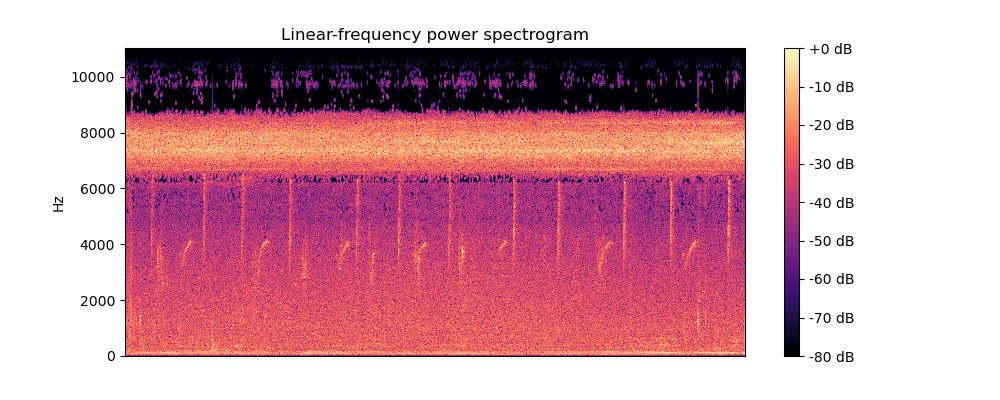 Linear-frequency power spectrogram
Hz
10000
8000
6000
4000
2000
0
+0 dB
-10 dB
-20 dB
-30 dB
-40 dB
-50 dB
-60 dB
-70 dB
-80 dB